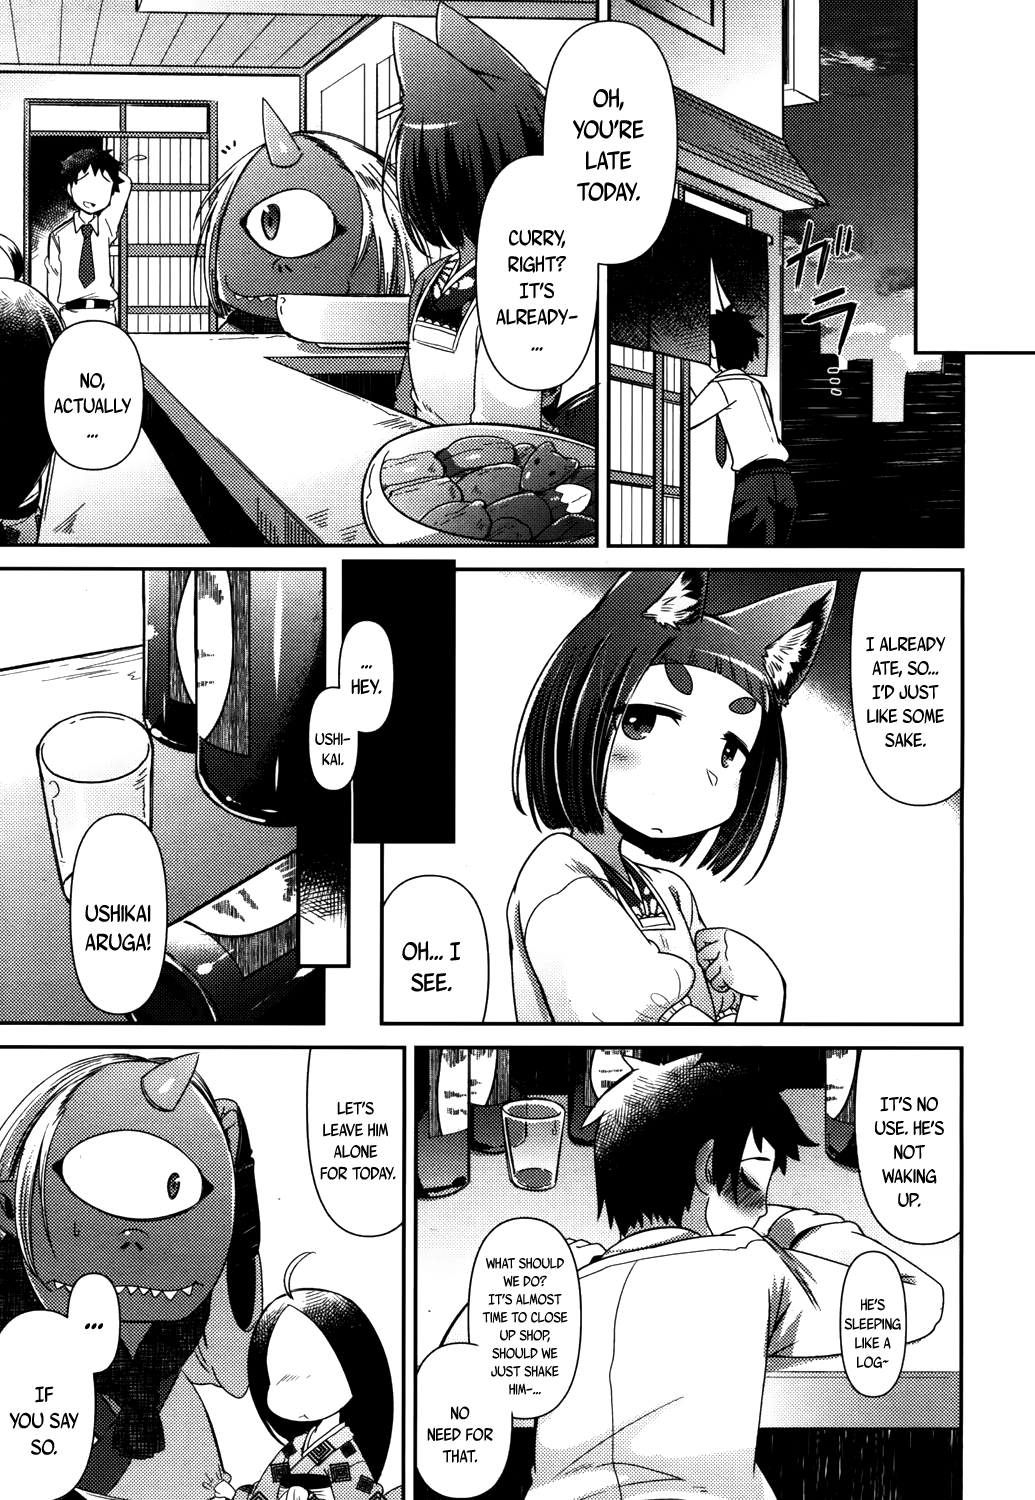 ガラ
OH,
YOU'RE
LATE
TODAY.
CURRY,
RIGHT?
IT'S
ALREADY~
...
NO,
ACTUALLY
...
I ALREADY
ATE, SO...
I'D JUST
LIKE SOME
SAKE.
OH... I
SEE.
...
HEY.
USHI-
KAI.
USHIKAI
ARUGA!
IT'S NO
USE. HE'S
NOT
WAKING
UP.
HE'S
SLEEPING
LIKE A
LOG~
WHAT SHOULD
WE DO?
IT'S ALMOST
TIME TO CLOSE
UP SHOP,
SHOULD WE
JUST SHAKE
HIM~...
NO
NEED FOR
THAT.
LET'S
LEAVE HIM
ALONE
FOR TODAY.
...
IF
YOU SAY
SO.